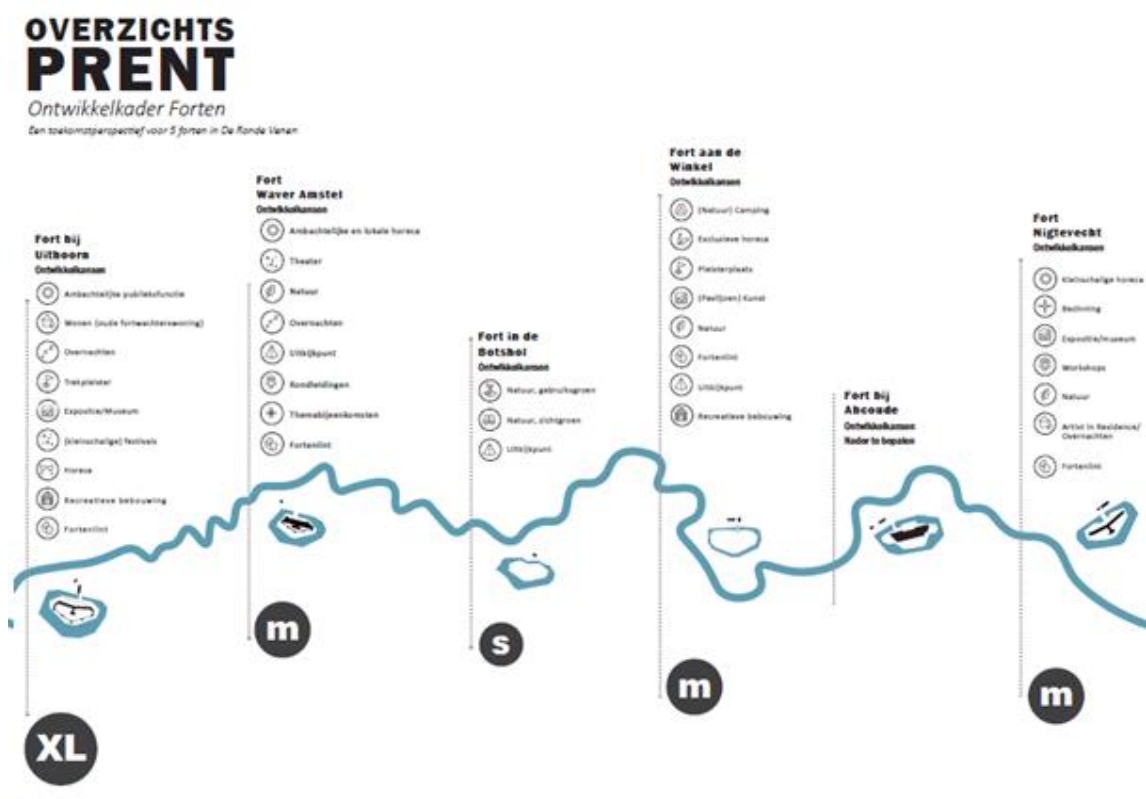 OVERZICHTS
PRENT
Ontwikkelkader Forten
Een toekomstperspectief voor 5 forten in De Ronde Venen
Fort bij
Uithoorn
Ontwikkelkansen
Ambachtelijke publieksfunctie
Wonen (oude fortwachterswoning)
Overnachten
Trekpleister
Expositie/Museum
(kleinschalige) festivals
Horeca
Recreatieve bebouwing
Fortenlint
XL
Fort
Waver Amstel
Ontwikkelkansen
Ambachtelijke en lokale horeca
Theater
Natuur
Overnachten
Uitkijkpunt
Rondleidingen
Themabijeenkomsten
Fortenlint
m
Fort in de
Botshol
Ontwikkelkansen
Natuur, gebruiksgroen
Natuur, zichtgroen
Uitkijkpunt
s
Fort aan de
Winkel
Ontwikkelkansen
(Natuur) Camping
Exclusieve horeca
Pleisterplaats
(Paviljoen) Kunst
Natuur
Fortenlint
Uitkijkpunt
Recreatieve bebouwing
m
Fort bij
Abcoude
Ontwikkelkansen
Nader te bepalen
Fort
Nigtevecht
Ontwikkelkansen
Kleinschalige horeca
Bezinning
Expositie/museum
Workshops
Natuur
Artist in Residence/
Overnachten
Fortenlint
m